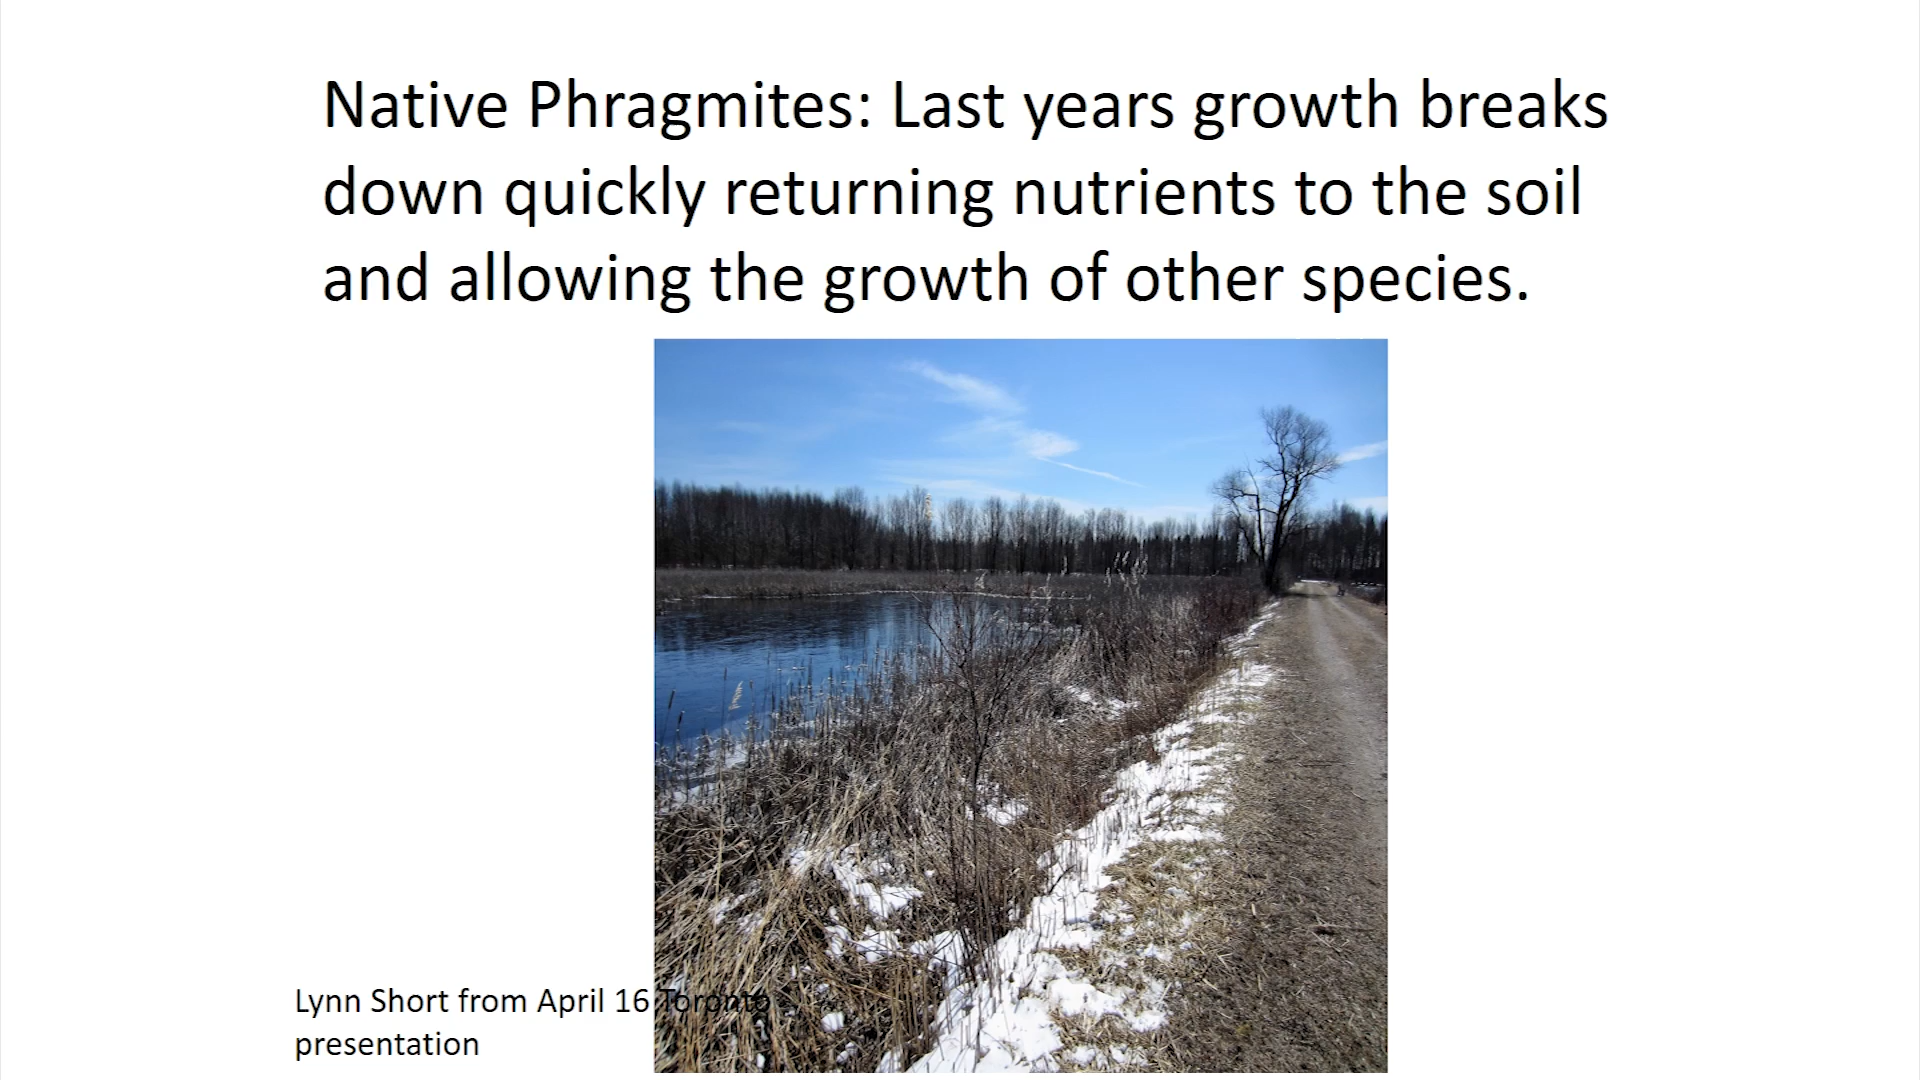 Native Phragmites: Last years growth breaks
down quickly returning nutrients to the soil
and allowing the growth of other species.
Lynn Short from April 16 Toronto
presentation